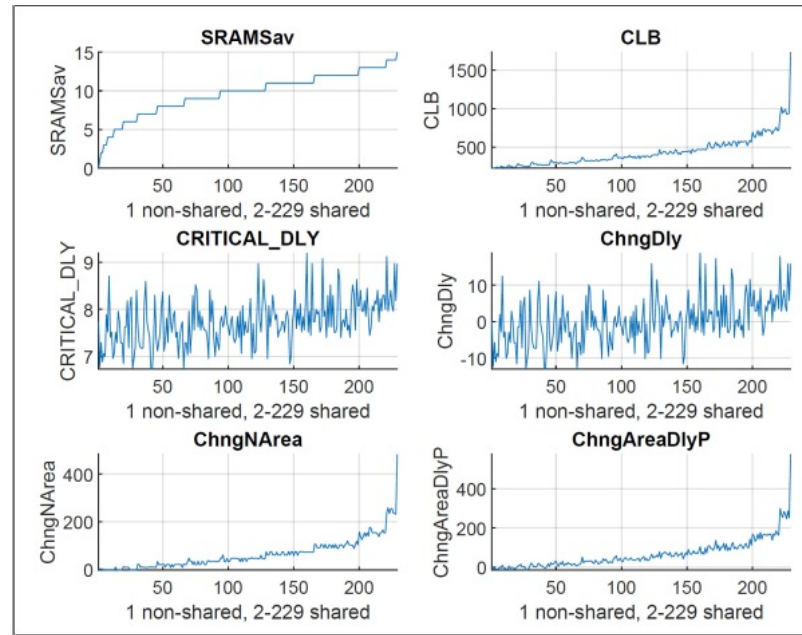 SRAMSav
SRAMSav
15
10
5
0
50 100 150 200
1 non-shared, 2-229 shared
CLB
CLB
1500
1000
500
50 100 150 200
1 non-shared, 2-229 shared
CRITICAL_DLY
CRITICAL_DLY
9
8
7
50 100 150 200
1 non-shared, 2-229 shared
ChngDly
ChngDly
10
0
-10
50 100 150 200
1 non-shared, 2-229 shared
ChngNArea
ChngNArea
400
200
0
50 100 150 200
1 non-shared, 2-229 shared
ChngAreaDlyP
ChngAreaDlyP
400
200
0
50 100 150 200
1 non-shared, 2-229 shared